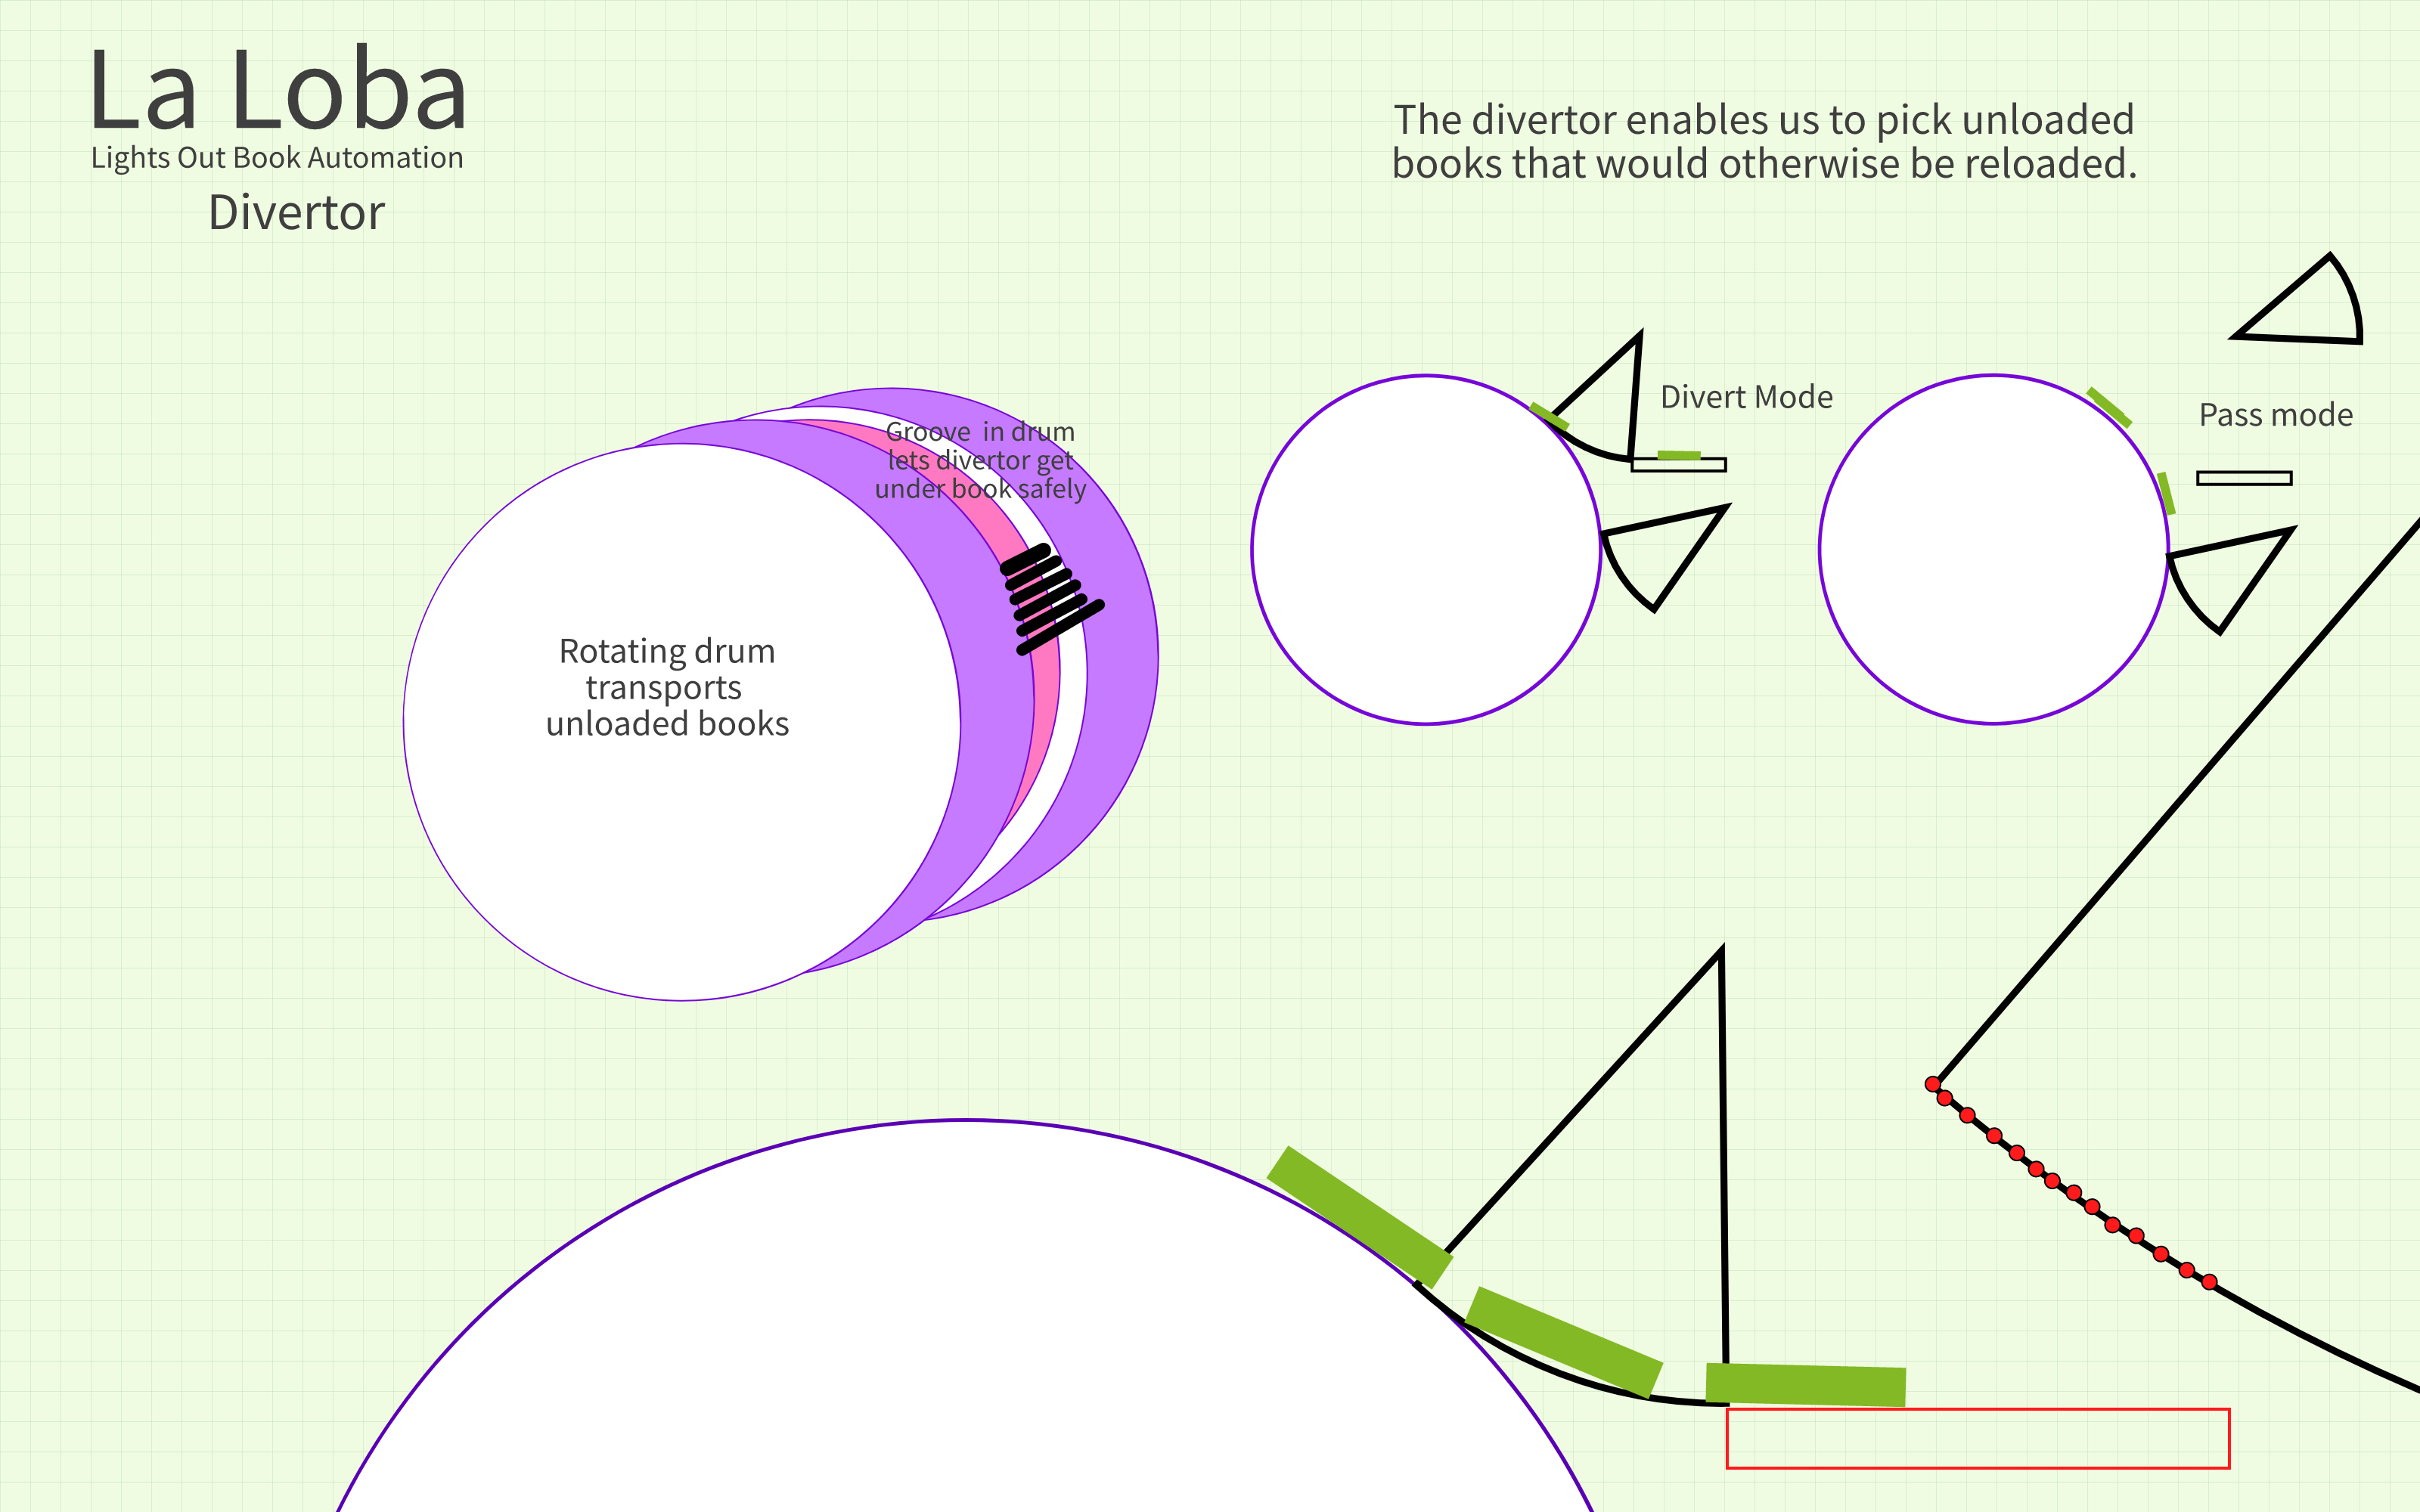 La Loba
Lights Out Book Automation
Divertor
The divertor enables us to pick unloaded
books that would otherwise be reloaded.
Divert Mode
Pass mode
Groove  in drum
lets divertor get
under book safely
Rotating drum
transports
unloaded books